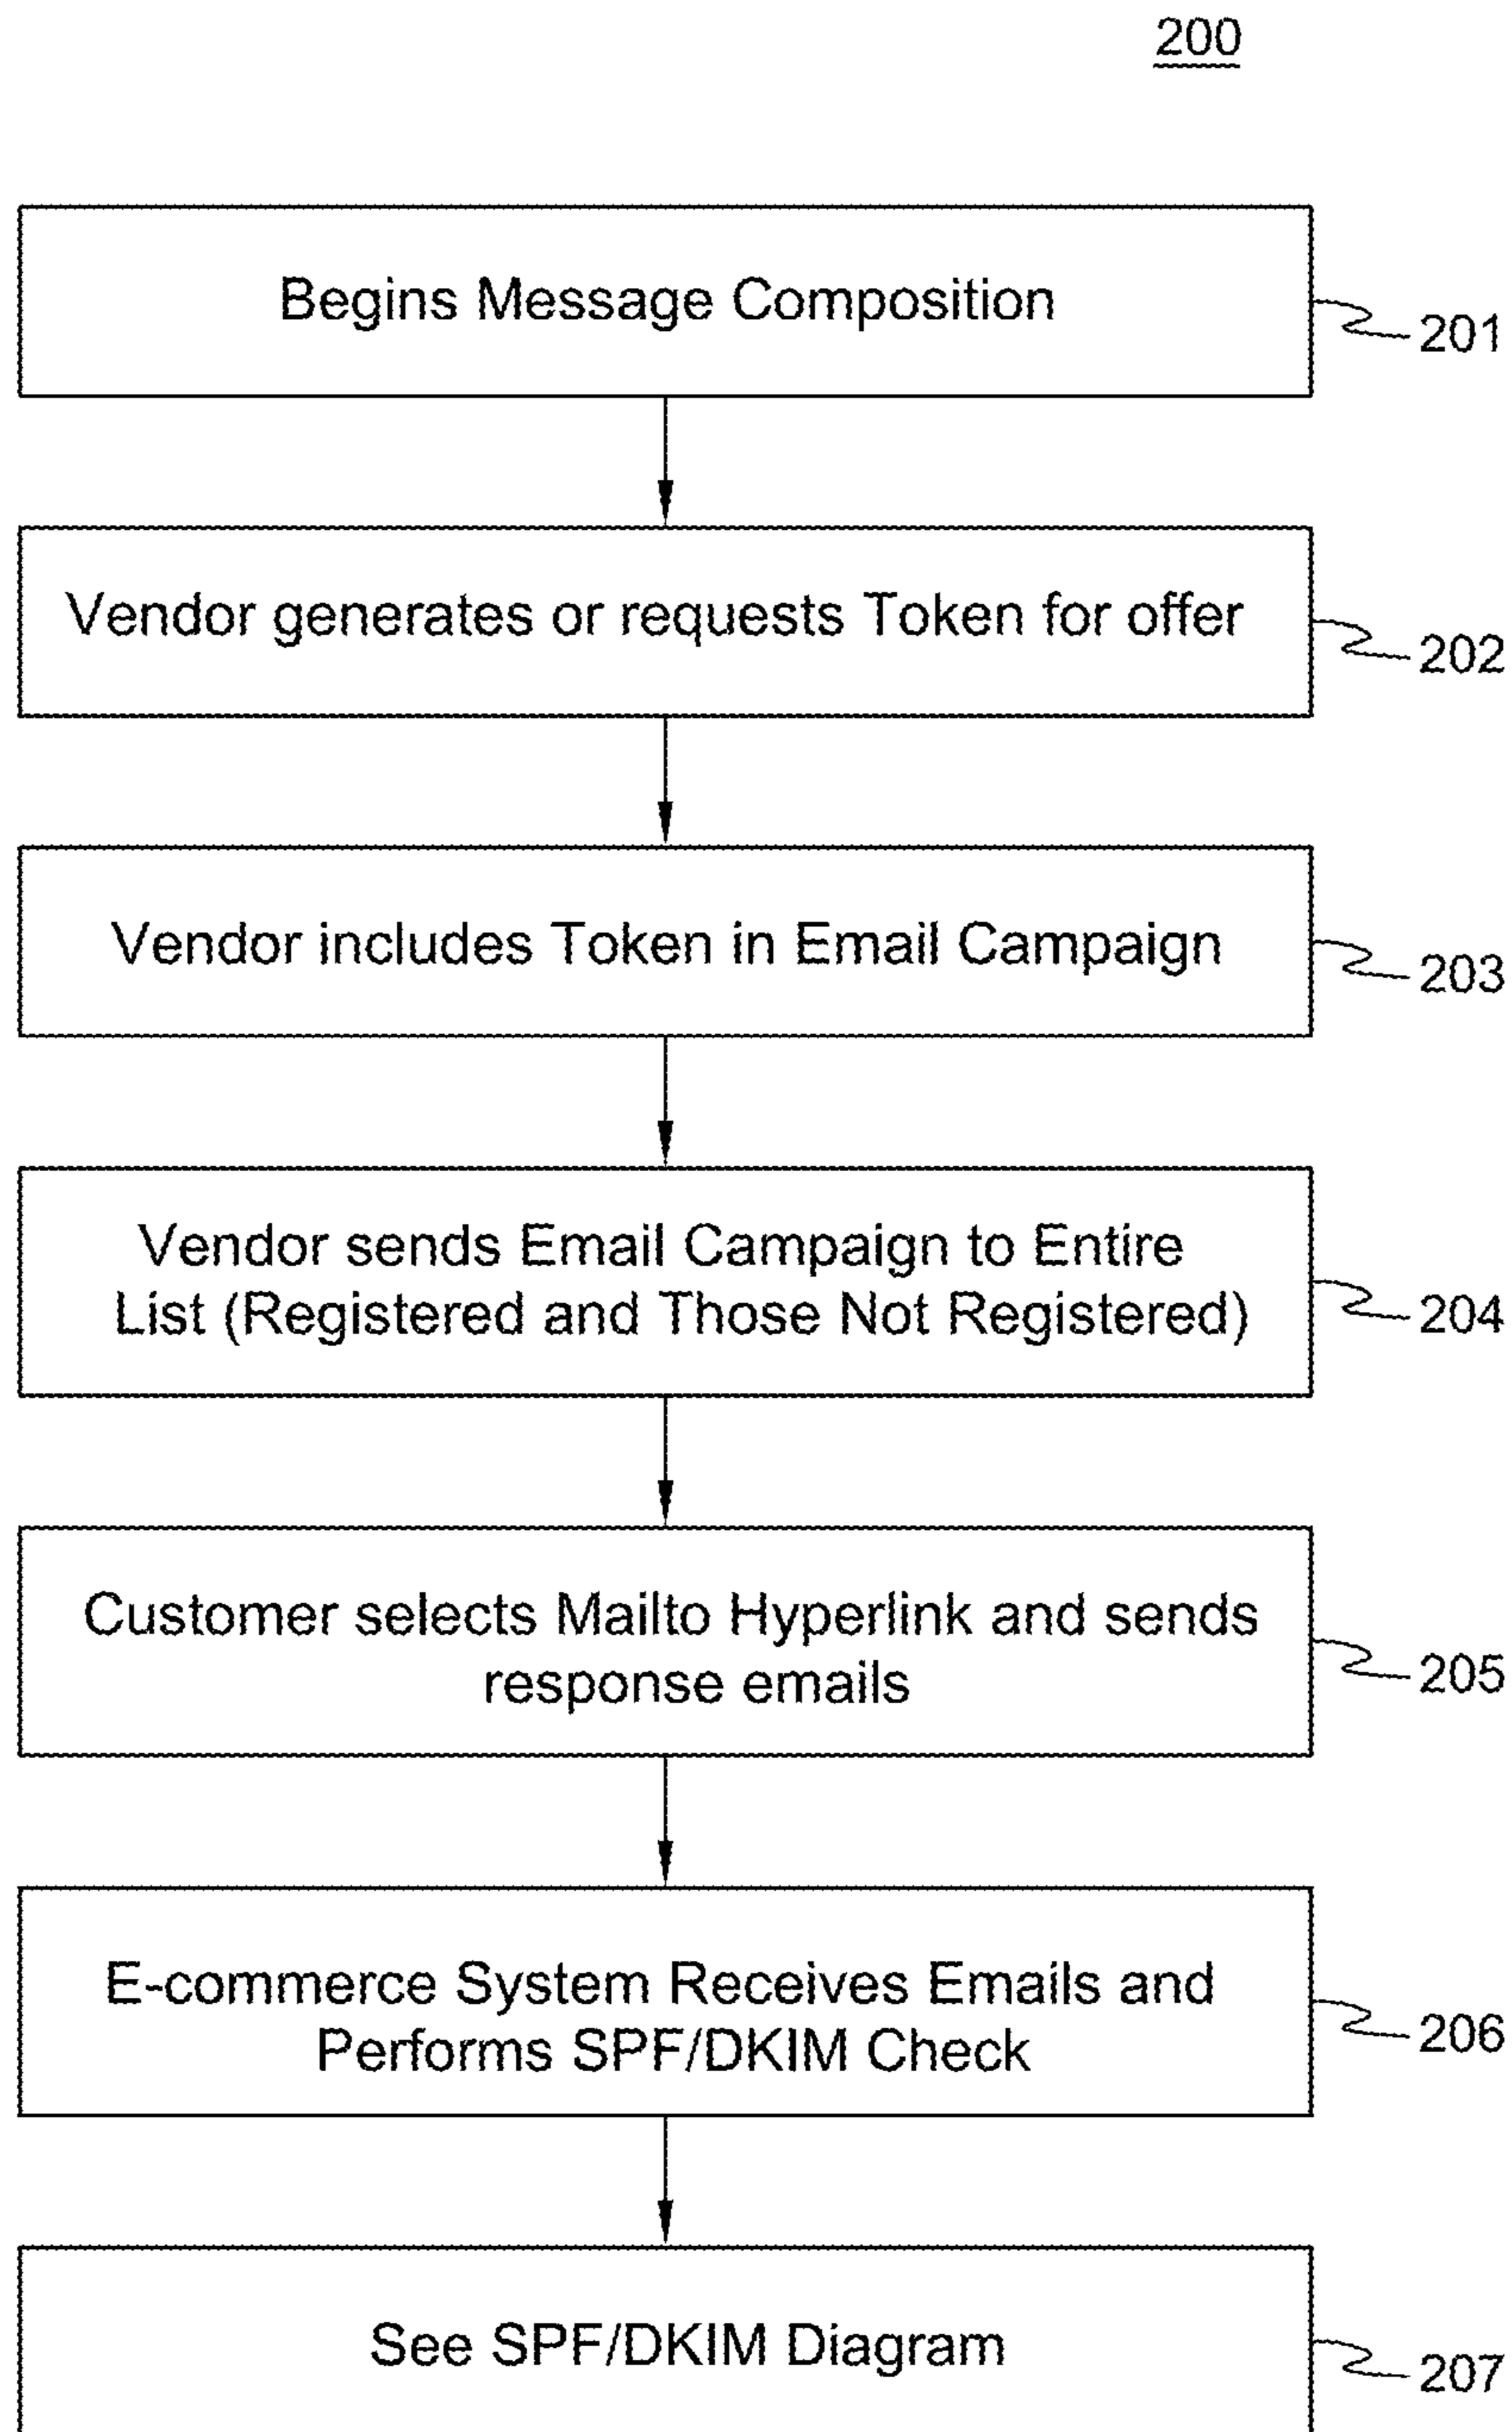 200
Begins Message Composition
201
Vendor generates or requests Token for offer
202
Vendor includes Token in Email Campaign
203
Vendor sends Email Campaign to Entire
List (Registered and Those Not Registered)
204
Customer selects Mailto Hyperlink and sends
response emails
205
E-commerce System Receives Emails and
Performs SPF/DKIM Check
206
See SPF/DKIM Diagram
207